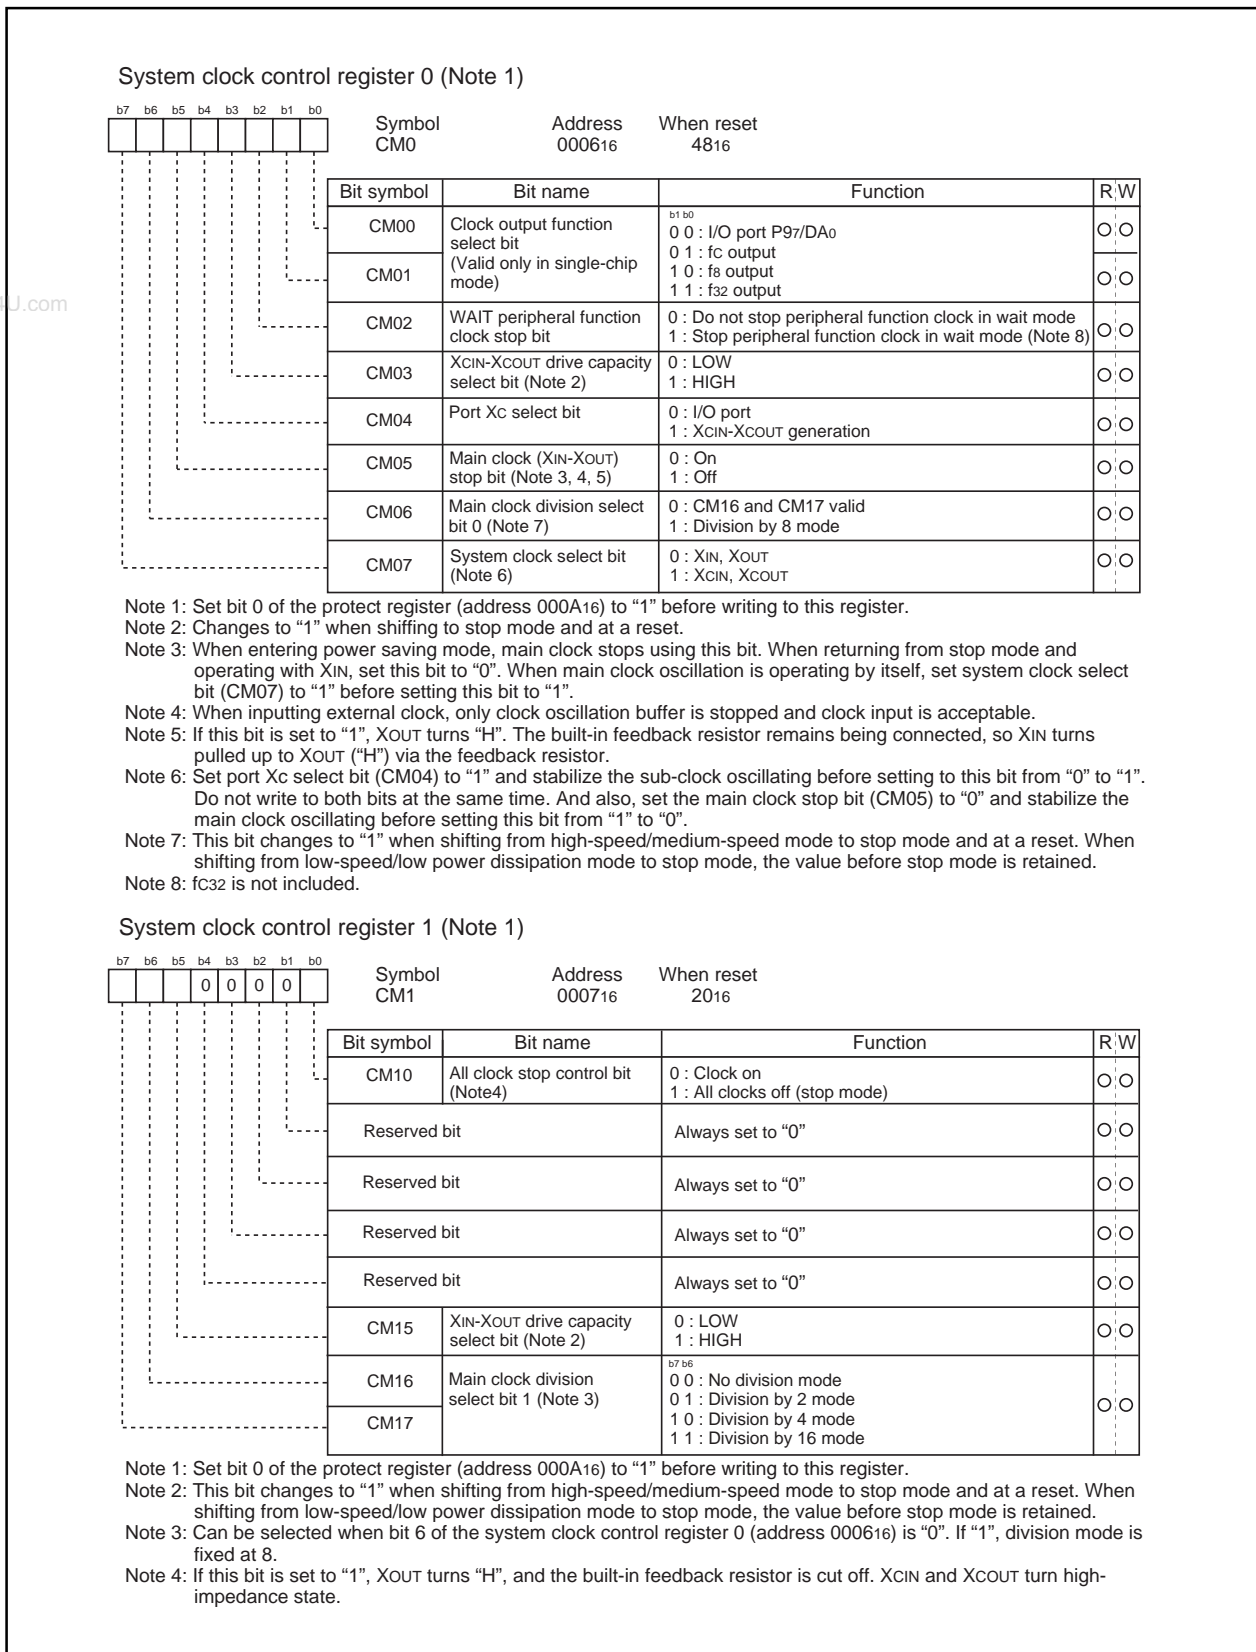 System clock control register 0 (Note 1)
b7 b6 b5 b4 b3 b2 b1 b0
Symbol Address When reset
CM0 000616 4816
Bit symbol Bit name Function R W
CM00 Clock output function select bit (Valid only in single-chip mode)
b1 b0
0 0 : I/O port P97/DA0
0 1 : fC output
CM01
1 0 : f8 output
1 1 : f32 output
4U.com
CM02 WAIT peripheral function clock stop bit
0 : Do not stop peripheral function clock in wait mode
1 : Stop peripheral function clock in wait mode (Note 8)
CM03 XCIN-XCOUT drive capacity select bit (Note 2)
0 : LOW
1 : HIGH
CM04 Port XC select bit
0 : I/O port
1 : XCIN-XCOUT generation
CM05 Main clock (XIN-XOUT) stop bit (Note 3, 4, 5)
0 : On
1 : Off
CM06 Main clock division select bit 0 (Note 7)
0 : CM16 and CM17 valid
1 : Division by 8 mode
CM07 System clock select bit (Note 6)
0 : XIN, XOUT
1 : XCIN, XCOUT
Note 1: Set bit 0 of the protect register (address 000A16) to “1” before writing to this register.
Note 2: Changes to “1” when shiffing to stop mode and at a reset.
Note 3: When entering power saving mode, main clock stops using this bit. When returning from stop mode and
operating with XIN, set this bit to “0”. When main clock oscillation is operating by itself, set system clock select
bit (CM07) to “1” before setting this bit to “1”.
Note 4: When inputting external clock, only clock oscillation buffer is stopped and clock input is acceptable.
Note 5: If this bit is set to “1”, XOUT turns “H”. The built-in feedback resistor remains being connected, so XIN turns
pulled up to XOUT (“H”) via the feedback resistor.
Note 6: Set port Xc select bit (CM04) to “1” and stabilize the sub-clock oscillating before setting to this bit from “0” to “1”.
Do not write to both bits at the same time. And also, set the main clock stop bit (CM05) to “0” and stabilize the
main clock oscillating before setting this bit from “1” to “0”.
Note 7: This bit changes to “1” when shifting from high-speed/medium-speed mode to stop mode and at a reset. When
shifting from low-speed/low power dissipation mode to stop mode, the value before stop mode is retained.
Note 8: fC32 is not included.
System clock control register 1 (Note 1)
b7 b6 b5 b4 b3 b2 b1 b0
0 0 0 0
Symbol Address When reset
CM1 000716 2016
Bit symbol Bit name Function R W
CM10 All clock stop control bit (Note4)
0 : Clock on
1 : All clocks off (stop mode)
Reserved bit Always set to “0”
Reserved bit Always set to “0”
Reserved bit Always set to “0”
Reserved bit Always set to “0”
CM15 XIN-XOUT drive capacity select bit (Note 2)
0 : LOW
1 : HIGH
CM16 Main clock division select bit 1 (Note 3)
b7 b6
0 0 : No division mode
0 1 : Division by 2 mode
CM17
1 0 : Division by 4 mode
1 1 : Division by 16 mode
Note 1: Set bit 0 of the protect register (address 000A16) to “1” before writing to this register.
Note 2: This bit changes to “1” when shifting from high-speed/medium-speed mode to stop mode and at a reset. When
shifting from low-speed/low power dissipation mode to stop mode, the value before stop mode is retained.
Note 3: Can be selected when bit 6 of the system clock control register 0 (address 000616) is “0”. If “1”, division mode is
fixed at 8.
Note 4: If this bit is set to “1”, XOUT turns “H”, and the built-in feedback resistor is cut off. XCIN and XCOUT turn high-
impedance state.